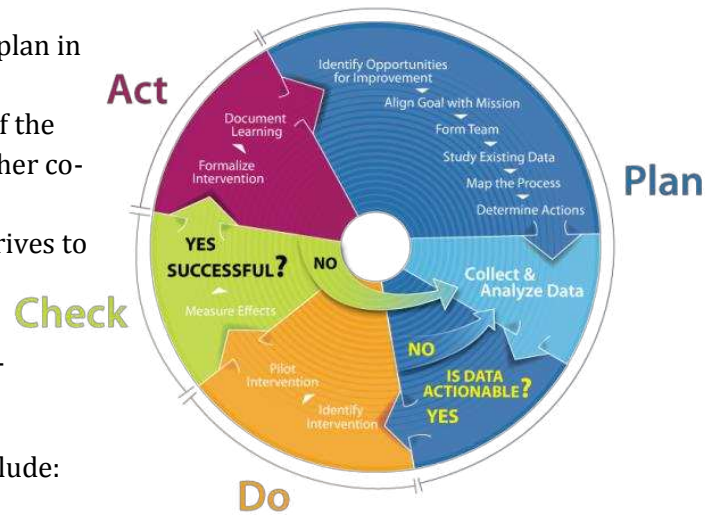 plan in
f the
her co-
rives to
-
lude:
Act
Plan
Check
Do
Identify Opportunities
for Improvement
Align Goal with Mission
Form Team
Study Existing Data
Map the Process
Determine Actions
Collect &
Analyze Data
NO
IS DATA
ACTIONABLE?
YES
Identify
Intervention
Pilot
Intervention
Measure Effects
YES
SUCCESSFUL?
NO
Formalize
Intervention
Document
Learning